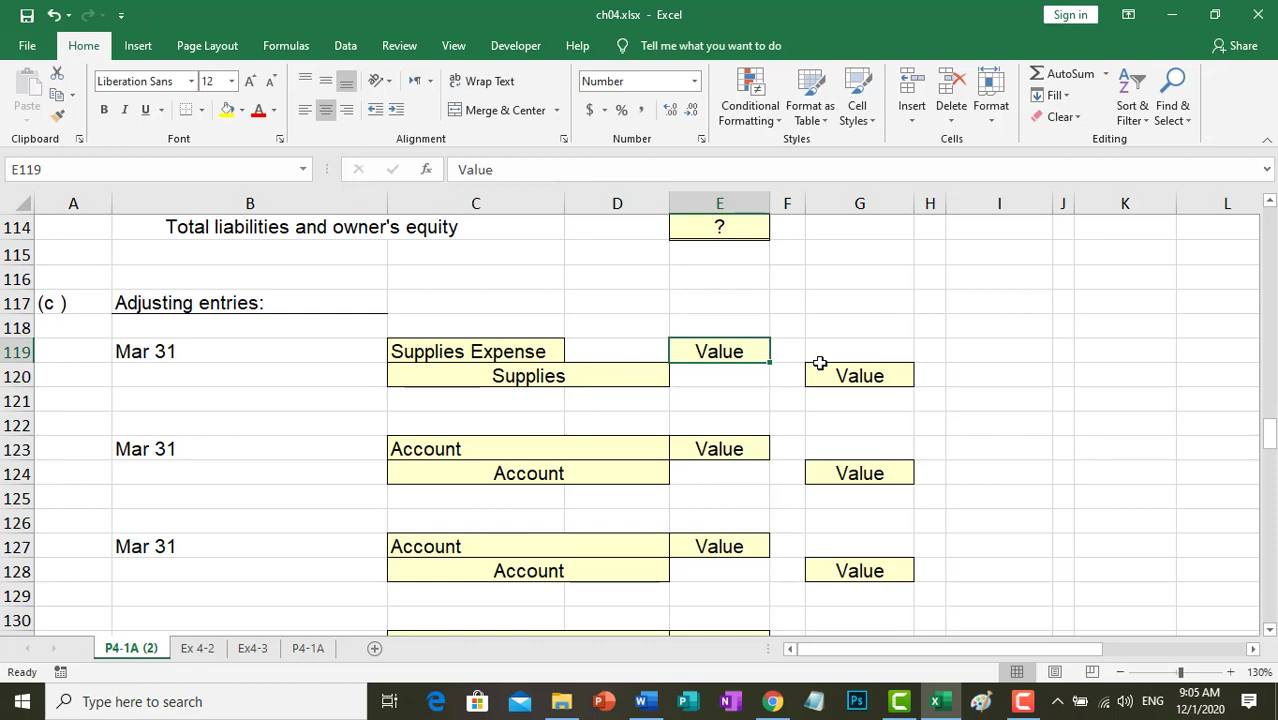 ch04.xlsx - Excel
Sign in
File Home Insert Page Layout Formulas Data Review View Developer Help Tell me what you want to do Share
Paste
Liberation Sans 12
B I U A
Wrap Text
Merge & Center
Number
$ % ,
Conditional Formatting
Format Table
Cell Styles
Insert Delete Format
AutoSum
Fill
Clear
Sort & Filter
Find & Select
Clipboard Font Alignment Number Styles Cells Editing
E119 fx Value
A B C D E F G H I J K L
114 Total liabilities and owner's equity ?
115
116
117 (c ) Adjusting entries:
118
119 Mar 31 Supplies Expense Value
120 Supplies Value
121
122
123 Mar 31 Account Value
124 Account Value
125
126
127 Mar 31 Account Value
128 Account Value
129
130
P4-1A (2) Ex 4-2 Ex4-3 P4-1A
Ready 130%
Type here to search
ENG
9:05 AM
12/1/2020